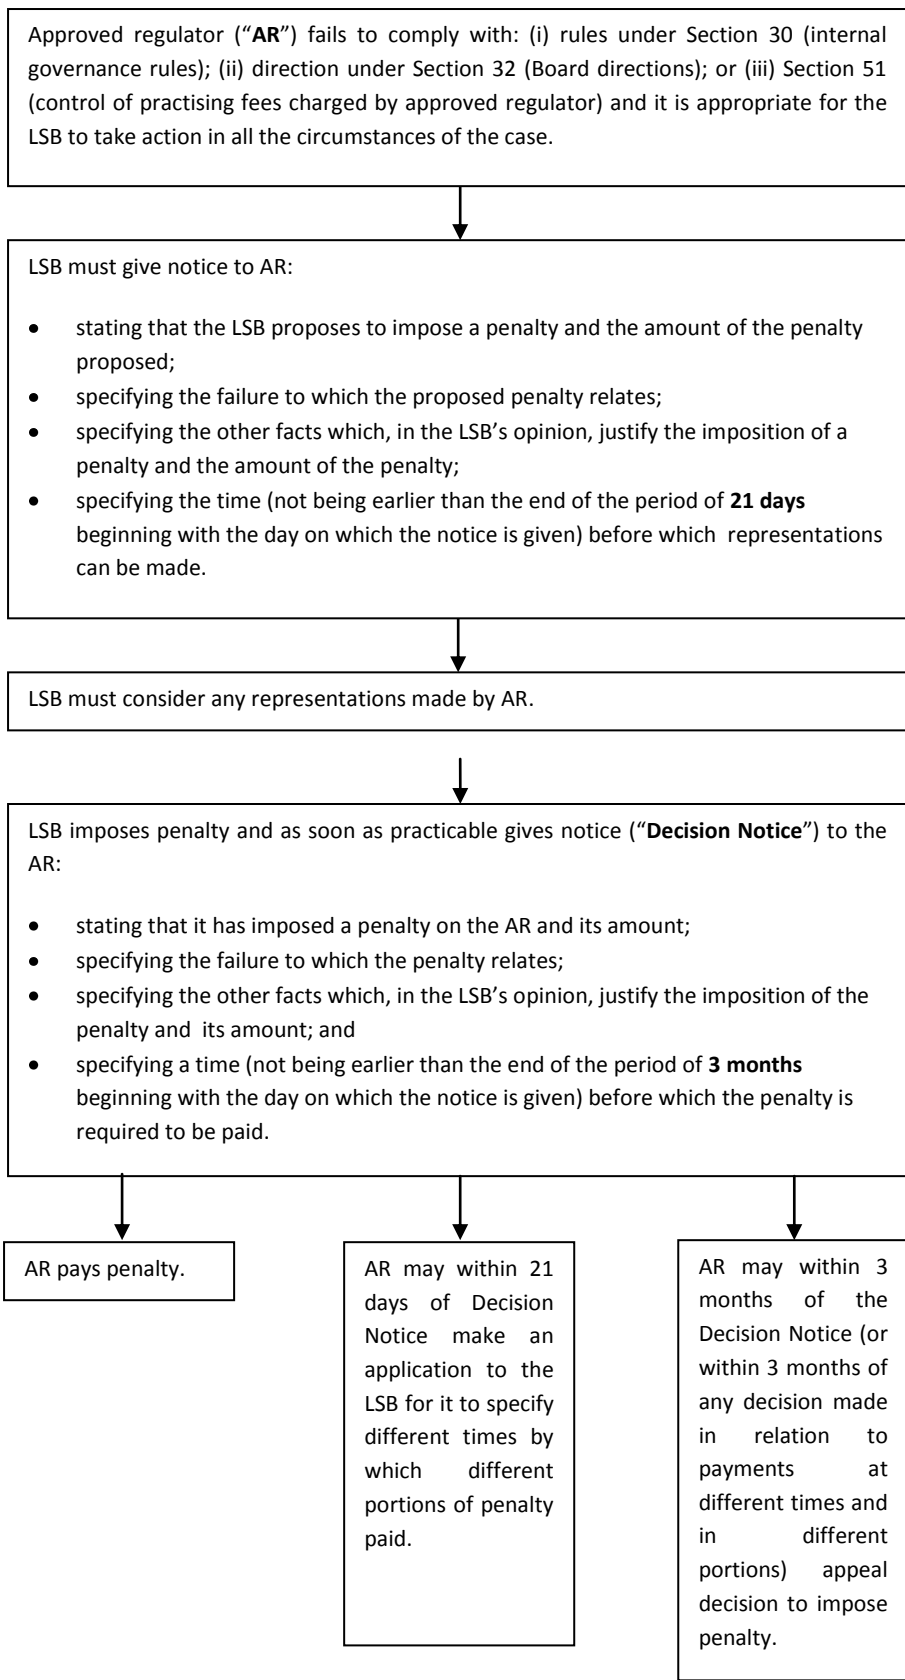 Approved regulator (“AR”) fails to comply with: (i) rules under Section 30 (internal
governance rules); (ii) direction under Section 32 (Board directions); or (iii) Section 51
(control of practising fees charged by approved regulator) and it is appropriate for the
LSB to take action in all the circumstances of the case.
LSB must give notice to AR:
• stating that the LSB proposes to impose a penalty and the amount of the penalty
proposed;
• specifying the failure to which the proposed penalty relates;
• specifying the other facts which, in the LSB’s opinion, justify the imposition of a
penalty and the amount of the penalty;
• specifying the time (not being earlier than the end of the period of 21 days
beginning with the day on which the notice is given) before which representations
can be made.
LSB must consider any representations made by AR.
LSB imposes penalty and as soon as practicable gives notice (“Decision Notice”) to the
AR:
• stating that it has imposed a penalty on the AR and its amount;
• specifying the failure to which the penalty relates;
• specifying the other facts which, in the LSB’s opinion, justify the imposition of the
penalty and its amount; and
• specifying a time (not being earlier than the end of the period of 3 months
beginning with the day on which the notice is given) before which the penalty is
required to be paid.
AR pays penalty.
AR may within 21
days of Decision
Notice make an
application to the
LSB for it to specify
different times by
which different
portions of penalty
paid.
AR may within 3
months of the
Decision Notice (or
within 3 months of
any decision made
in relation to
payments at
different times and
in different
portions) appeal
decision to impose
penalty.